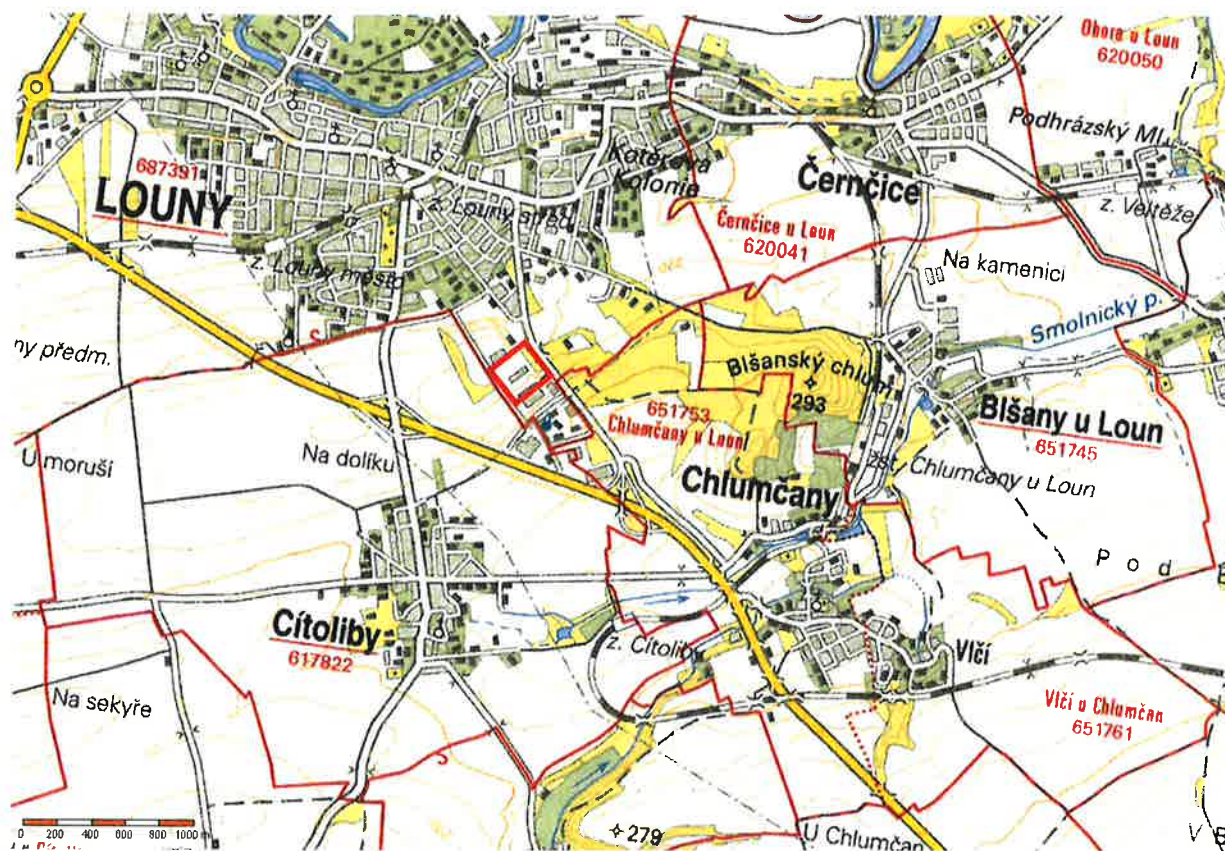 Obora u Loun
620050
Podhrázský Ml.
687391
LOUNY
Kotěrova
Kolonie
Černčice
z. Louny
z. Veltěže
Černčice u Loun
620041
z. Louny město
Na kamenici
Smolnický p.
ny předm.
S
Blšanský chlum
293
651753
Chlumčany u Loun
Blšany u Loun
651745
U moruší
Na dolíku
žst. Chlumčany u Loun
Chlumčany
P o d
Cítoliby
617822
z. Cítoliby
Vlčí
Na sekyře
Vlčí u Chlumčan
651761
S
0 200 400 600 800 1000 m
279
U Chlumčan
V